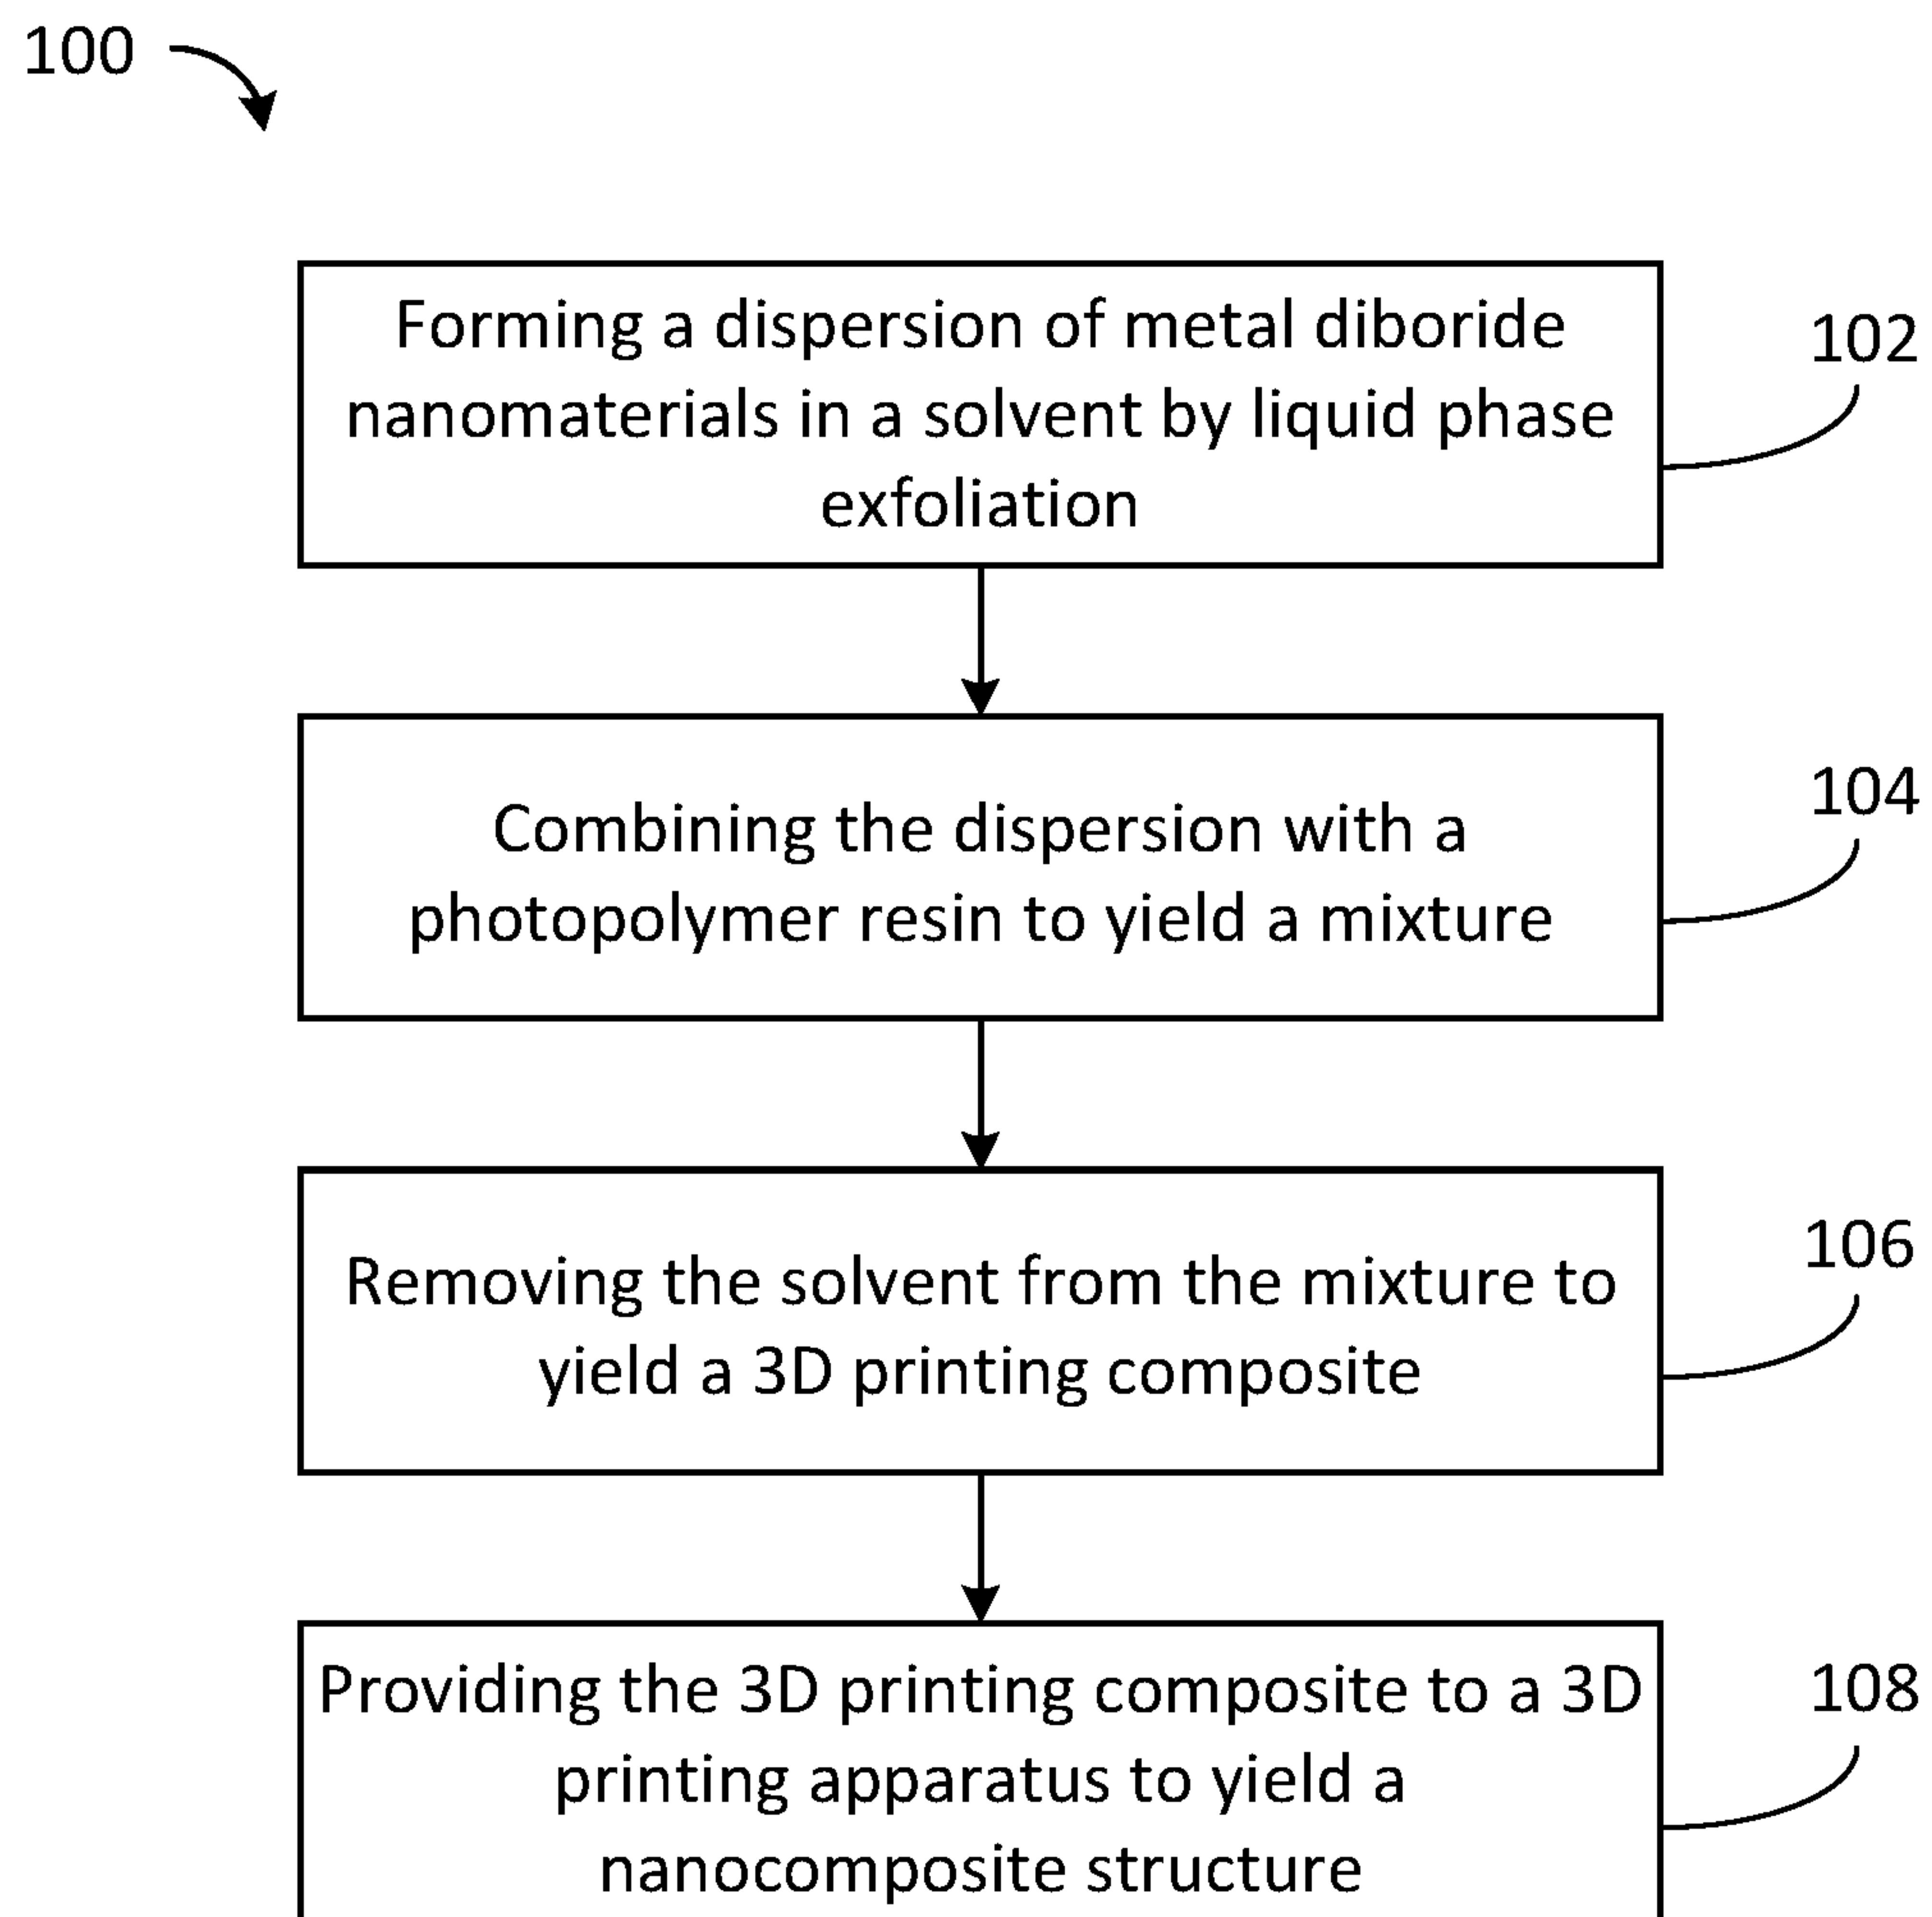 100
Forming a dispersion of metal diboride
nanomaterials in a solvent by liquid phase
exfoliation
102
Combining the dispersion with a
photopolymer resin to yield a mixture
104
Removing the solvent from the mixture to
yield a 3D printing composite
106
Providing the 3D printing composite to a 3D
printing apparatus to yield a
nanocomposite structure
108